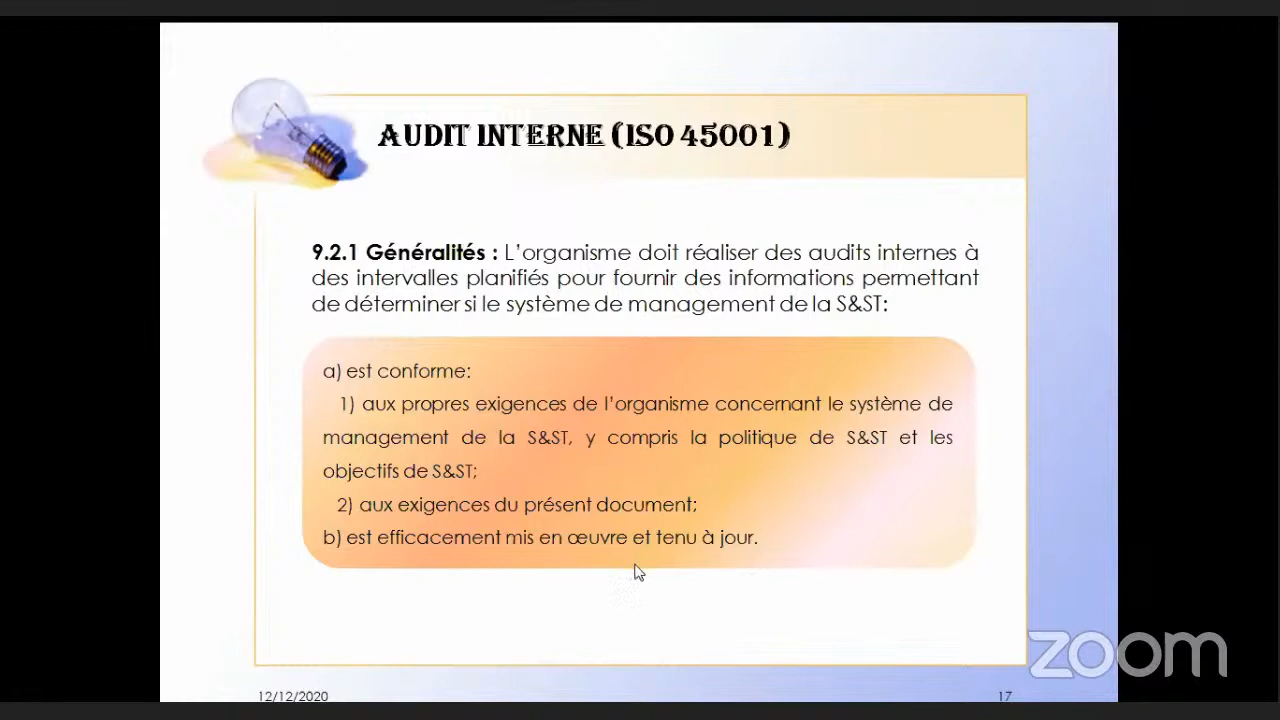 AUDIT INTERNE (ISO 45001)
9.2.1 Généralités : L'organisme doit réaliser des audits internes à
des intervalles planifiés pour fournir des informations permettant
de déterminer si le système de management de la S&ST:
a) est conforme:
1) aux propres exigences de l'organisme concernant le système de
management de la S&ST, y compris la politique de S&ST et les
objectifs de S&ST;
2) aux exigences du présent document;
b) est efficacement mis en œuvre et tenu à jour.
zoom
12/12/2020
17